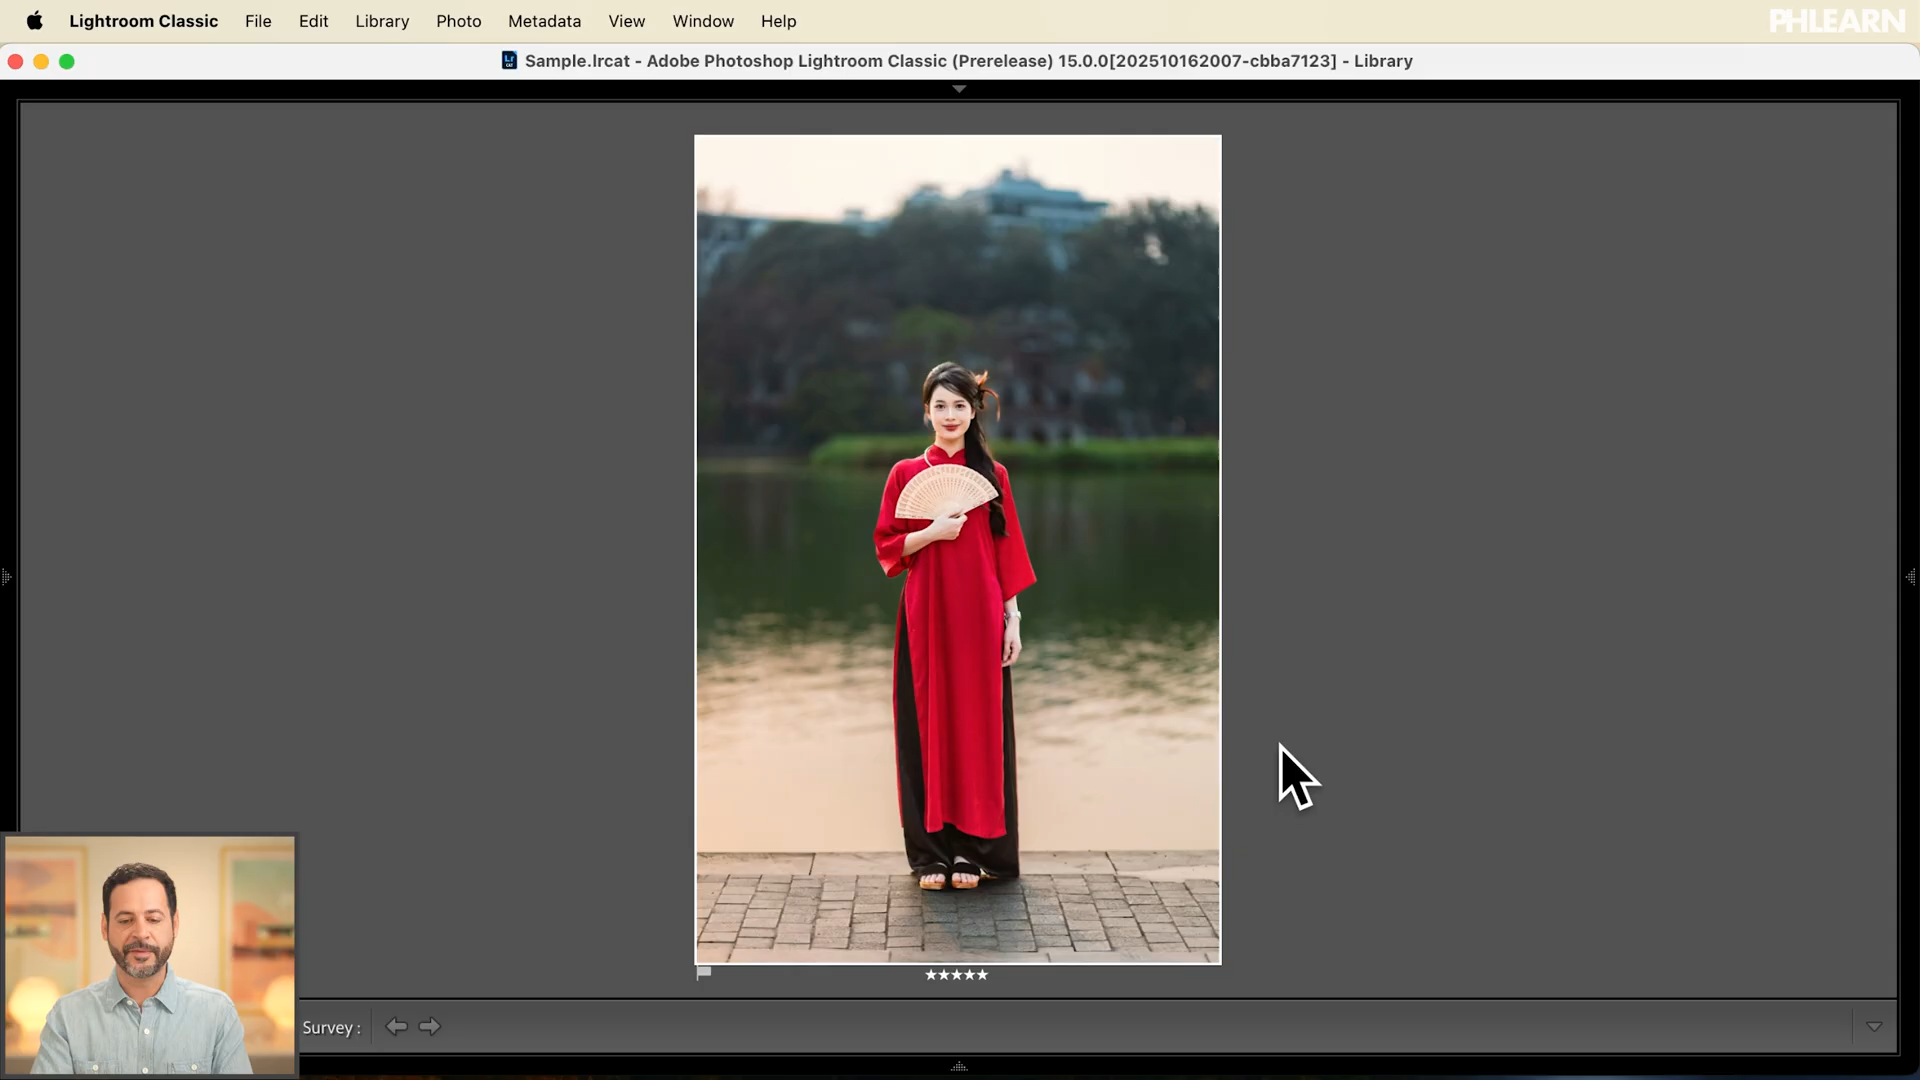 Lightroom Classic File Edit Library Photo Metadata View Window Help
PHLEARN
Sample.lrcat - Adobe Photoshop Lightroom Classic (Prerelease) 15.0.0[202510162007-cbba7123] - Library
Survey :